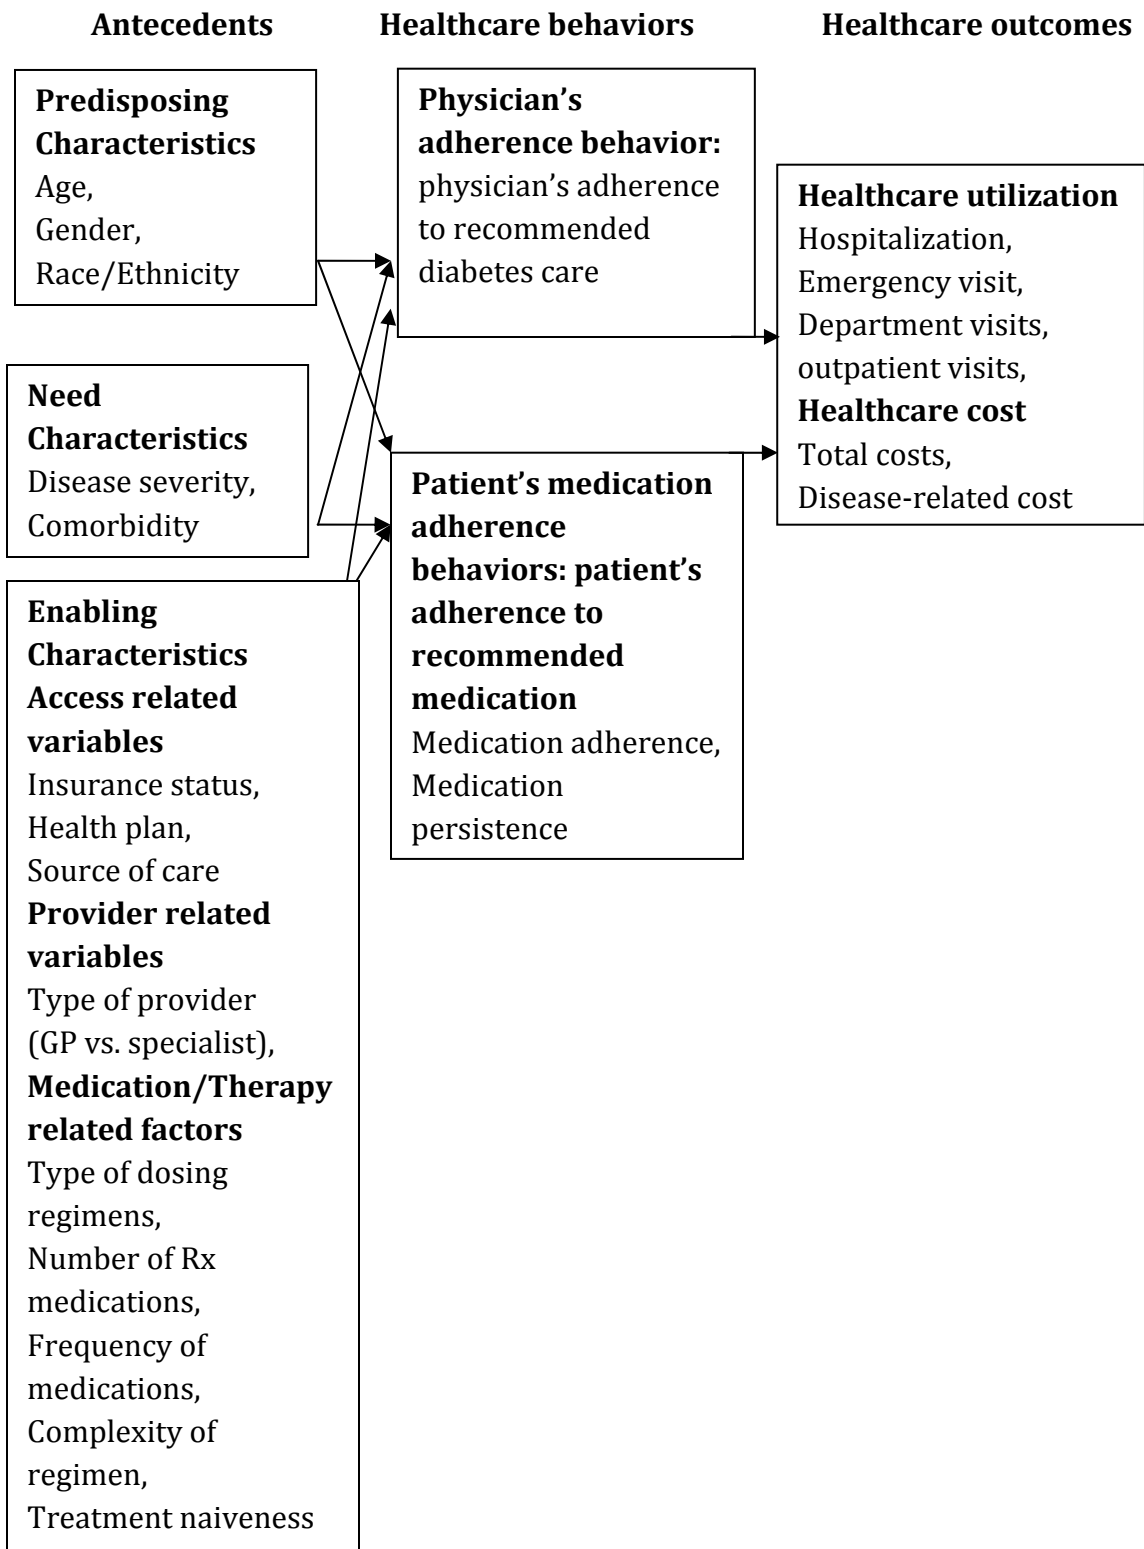 Antecedents
Healthcare behaviors
Healthcare outcomes
Predisposing
Characteristics
Age,
Gender,
Race/Ethnicity
Need
Characteristics
Disease severity,
Comorbidity
Enabling
Characteristics
Access related
variables
Insurance status,
Health plan,
Source of care
Provider related
variables
Type of provider
(GP vs. specialist),
Medication/Therapy
related factors
Type of dosing
regimens,
Number of Rx
medications,
Frequency of
medications,
Complexity of
regimen,
Treatment naiveness
Physician’s
adherence behavior:
physician’s adherence
to recommended
diabetes care
Patient’s medication
adherence
behaviors: patient’s
adherence to
recommended
medication
Medication adherence,
Medication
persistence
Healthcare utilization
Hospitalization,
Emergency visit,
Department visits,
outpatient visits,
Healthcare cost
Total costs,
Disease-related cost